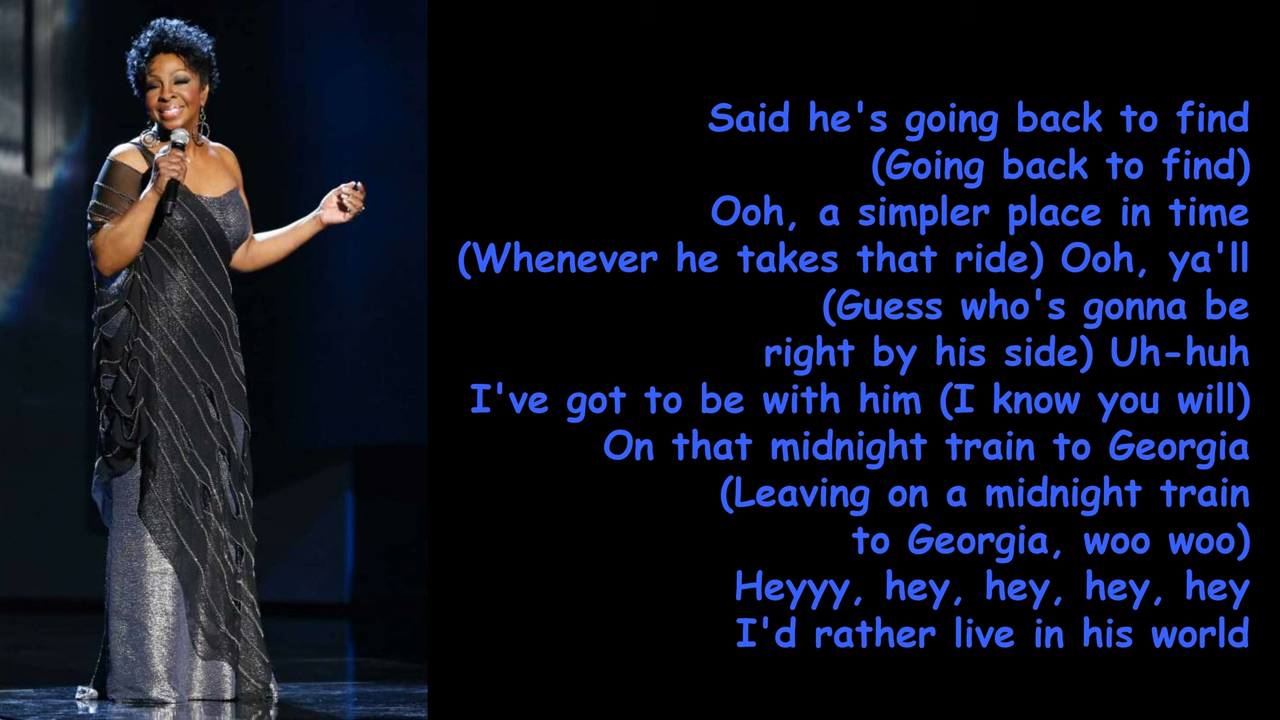 Said he's going back to find
(Going back to find)
Ooh, a simpler place in time
(Whenever he takes that ride) Ooh, ya'll
(Guess who's gonna be
right by his side) Uh-huh
I've got to be with him (I know you will)
On that midnight train to Georgia
(Leaving on a midnight train
to Georgia, woo woo)
Heyyy, hey, hey, hey, hey
I'd rather live in his world